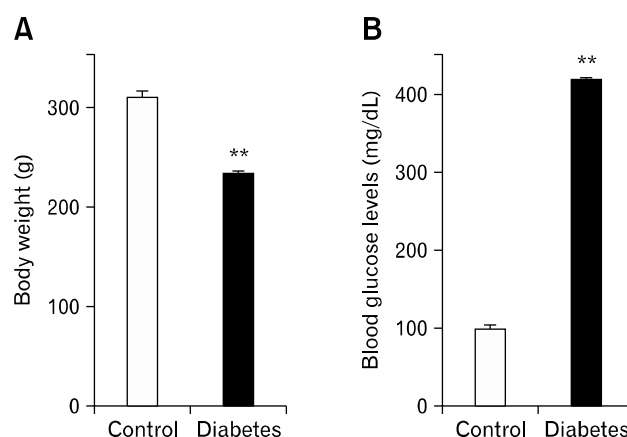 A
Body weight (g)
300
200
100
0
Control
Diabetes
**
B
Blood glucose levels (mg/dL)
400
400
200
100
0
Control
Diabetes
**